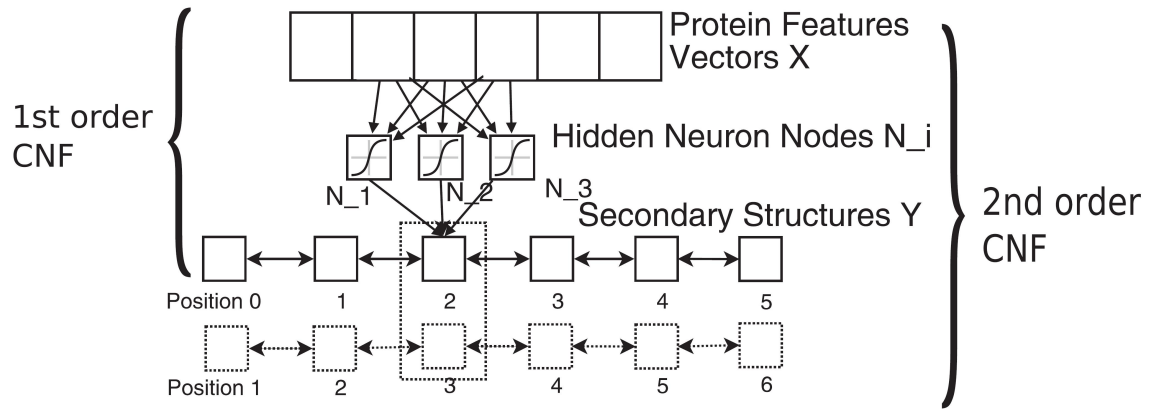 Protein Features
Vectors X
1st order
CNF
Hidden Neuron Nodes N_i
N_1
N_2
N_3
Secondary Structures Y
2nd order
CNF
Position 0 1 2 3 4 5
Position 1 2 3 4 5 6